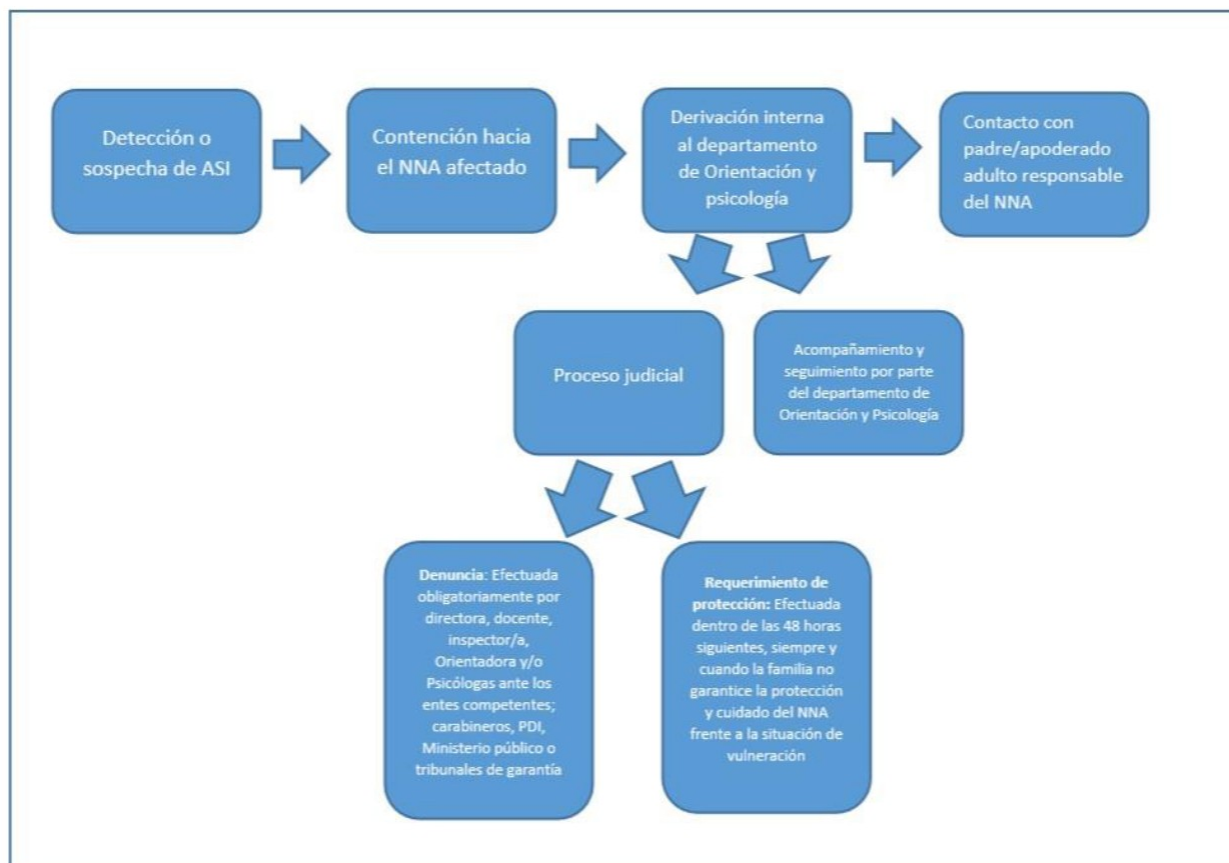 Detección o
sospecha de ASI
Contención hacia
el NNA afectado
Derivación interna
al departamento
de Orientación y
psicología
Contacto con
padre/apoderado
adulto responsable
del NNA
Proceso judicial
Acompañamiento y
seguimiento por parte
del departamento de
Orientación y Psicología
Denuncia: Efectuada
obligatoriamente por
directora, docente,
inspector/a,
Orientadora y/o
Psicólogas ante los
entes competentes;
carabineros, PDI,
Ministerio público o
tribunales de garantía
Requerimiento de
protección: Efectuada
dentro de las 48 horas
siguientes, siempre y
cuando la familia no
garantice la protección
y cuidado del NNA
frente a la situación de
vulneración